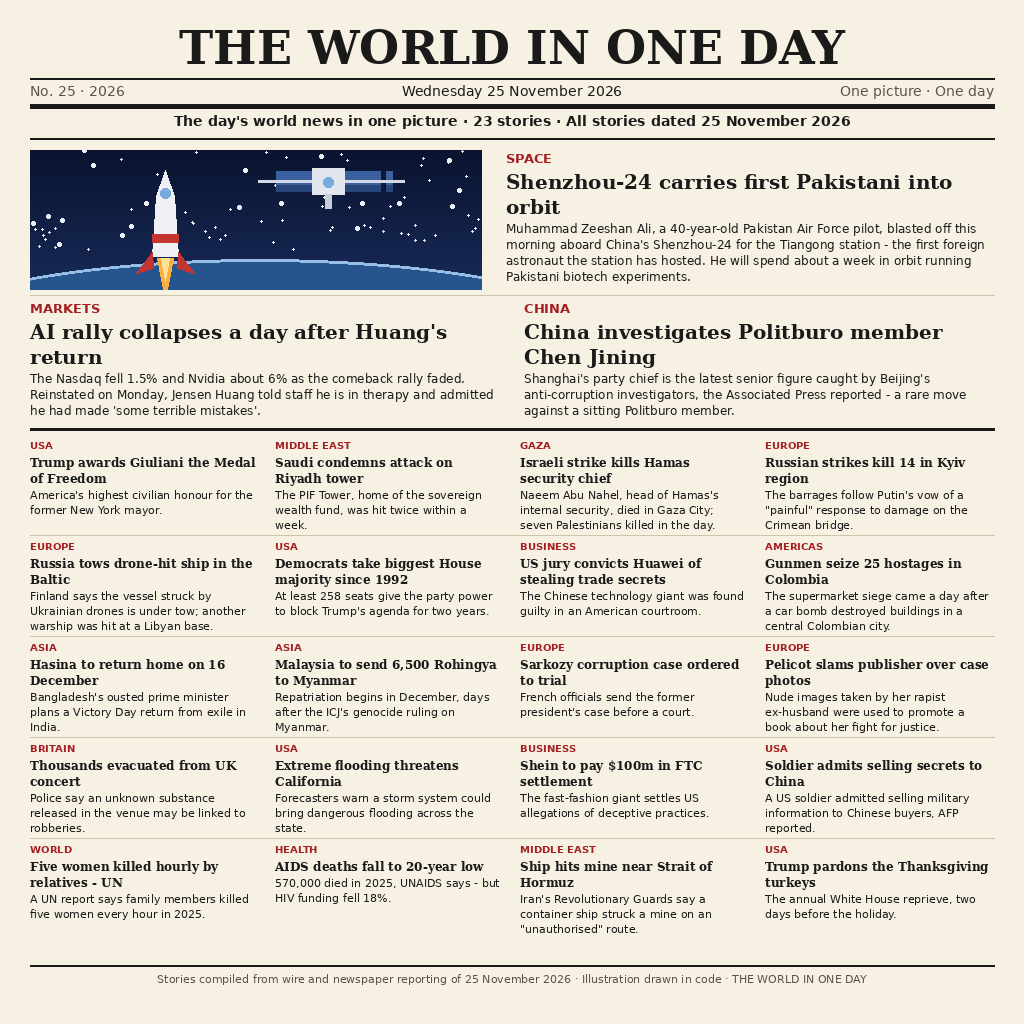 THE WORLD IN ONE DAY
No. 25 · 2026
Wednesday 25 November 2026
One picture · One day
The day's world news in one picture · 23 stories · All stories dated 25 November 2026
SPACE
Shenzhou-24 carries first Pakistani into
orbit
Muhammad Zeeshan Ali, a 40-year-old Pakistan Air Force pilot, blasted off this
morning aboard China's Shenzhou-24 for the Tiangong station - the first foreign
astronaut the station has hosted. He will spend about a week in orbit running
Pakistani biotech experiments.
MARKETS
AI rally collapses a day after Huang's
return
The Nasdaq fell 1.5% and Nvidia about 6% as the comeback rally faded.
Reinstated on Monday, Jensen Huang told staff he is in therapy and admitted
he had made 'some terrible mistakes'.
CHINA
China investigates Politburo member
Chen Jining
Shanghai's party chief is the latest senior figure caught by Beijing's
anti-corruption investigators, the Associated Press reported - a rare move
against a sitting Politburo member.
USA
Trump awards Giuliani the Medal
of Freedom
America's highest civilian honour for the
former New York mayor.
MIDDLE EAST
Saudi condemns attack on
Riyadh tower
The PIF Tower, home of the sovereign
wealth fund, was hit twice within a
week.
GAZA
Israeli strike kills Hamas
security chief
Naeem Abu Nahel, head of Hamas's
internal security, died in Gaza City;
seven Palestinians killed in the day.
EUROPE
Russian strikes kill 14 in Kyiv
region
The barrages follow Putin's vow of a
"painful" response to damage on the
Crimean bridge.
EUROPE
Russia tows drone-hit ship in the
Baltic
Finland says the vessel struck by
Ukrainian drones is under tow; another
warship was hit at a Libyan base.
USA
Democrats take biggest House
majority since 1992
At least 258 seats give the party power
to block Trump's agenda for two years.
BUSINESS
US jury convicts Huawei of
stealing trade secrets
The Chinese technology giant was found
guilty in an American courtroom.
AMERICAS
Gunmen seize 25 hostages in
Colombia
The supermarket siege came a day after
a car bomb destroyed buildings in a
central Colombian city.
ASIA
Hasina to return home on 16
December
Bangladesh's ousted prime minister
plans a Victory Day return from exile in
India.
ASIA
Malaysia to send 6,500 Rohingya
to Myanmar
Repatriation begins in December, days
after the ICJ's genocide ruling on
Myanmar.
EUROPE
Sarkozy corruption case ordered
to trial
French officials send the former
president's case before a court.
EUROPE
Pelicot slams publisher over case
photos
Nude images taken by her rapist
ex-husband were used to promote a
book about her fight for justice.
BRITAIN
Thousands evacuated from UK
concert
Police say an unknown substance
released in the venue may be linked to
robberies.
USA
Extreme flooding threatens
California
Forecasters warn a storm system could
bring dangerous flooding across the
state.
BUSINESS
Shein to pay $100m in FTC
settlement
The fast-fashion giant settles US
allegations of deceptive practices.
USA
Soldier admits selling secrets to
China
A US soldier admitted selling military
information to Chinese buyers, AFP
reported.
WORLD
Five women killed hourly by
relatives - UN
A UN report says family members killed
five women every hour in 2025.
HEALTH
AIDS deaths fall to 20-year low
570,000 died in 2025, UNAIDS says - but
HIV funding fell 18%.
MIDDLE EAST
Ship hits mine near Strait of
Hormuz
Iran's Revolutionary Guards say a
container ship struck a mine on an
"unauthorised" route.
USA
Trump pardons the Thanksgiving
turkeys
The annual White House reprieve, two
days before the holiday.
Stories compiled from wire and newspaper reporting of 25 November 2026 · Illustration drawn in code · THE WORLD IN ONE DAY